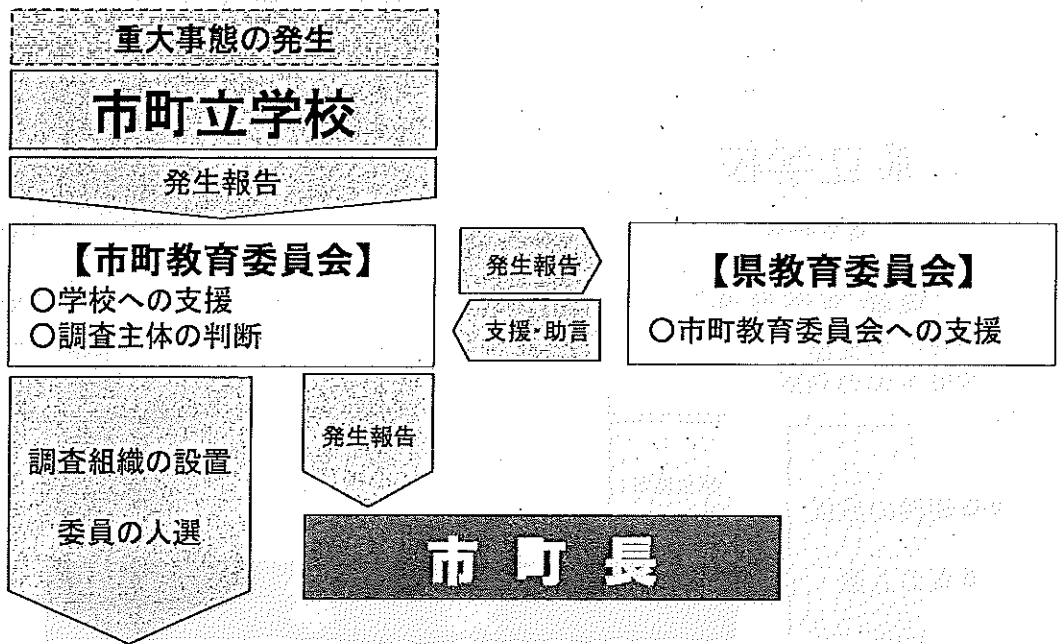 重大事態の発生
市町立学校
発生報告
【市町教育委員会】
○学校への支援
○調査主体の判断
発生報告
支援・助言
【県教育委員会】
○市町教育委員会への支援
調査組織の設置
委員の人選
発生報告
市町長